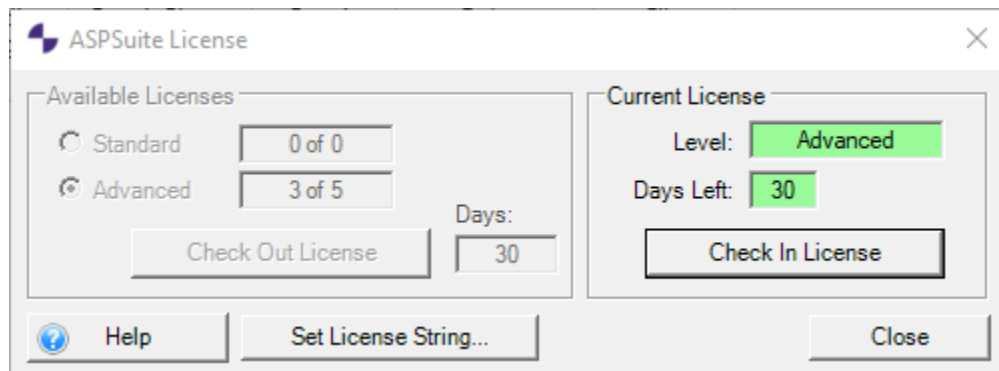 ASPSuite License
Available Licenses
Standard
0 of 0
Advanced
3 of 5
Days:
Check Out License
30
Current License
Level:
Advanced
Days Left:
30
Check In License
Help
Set License String...
Close